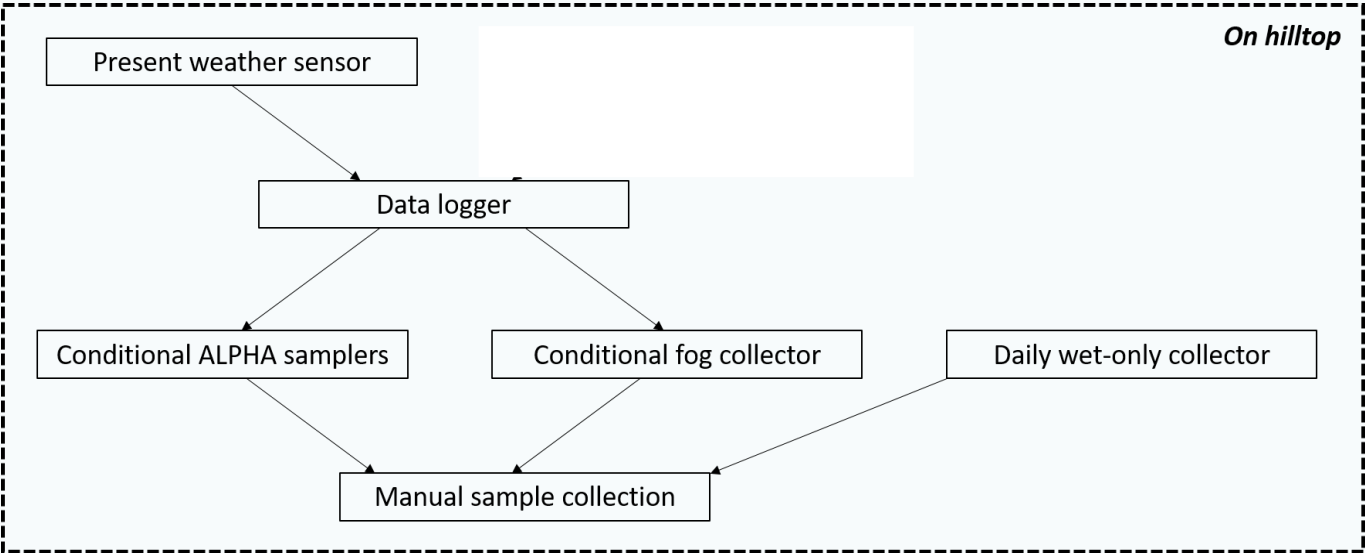 On hilltop
Present weather sensor
Data logger
Conditional ALPHA samplers
Conditional fog collector
Daily wet-only collector
Manual sample collection